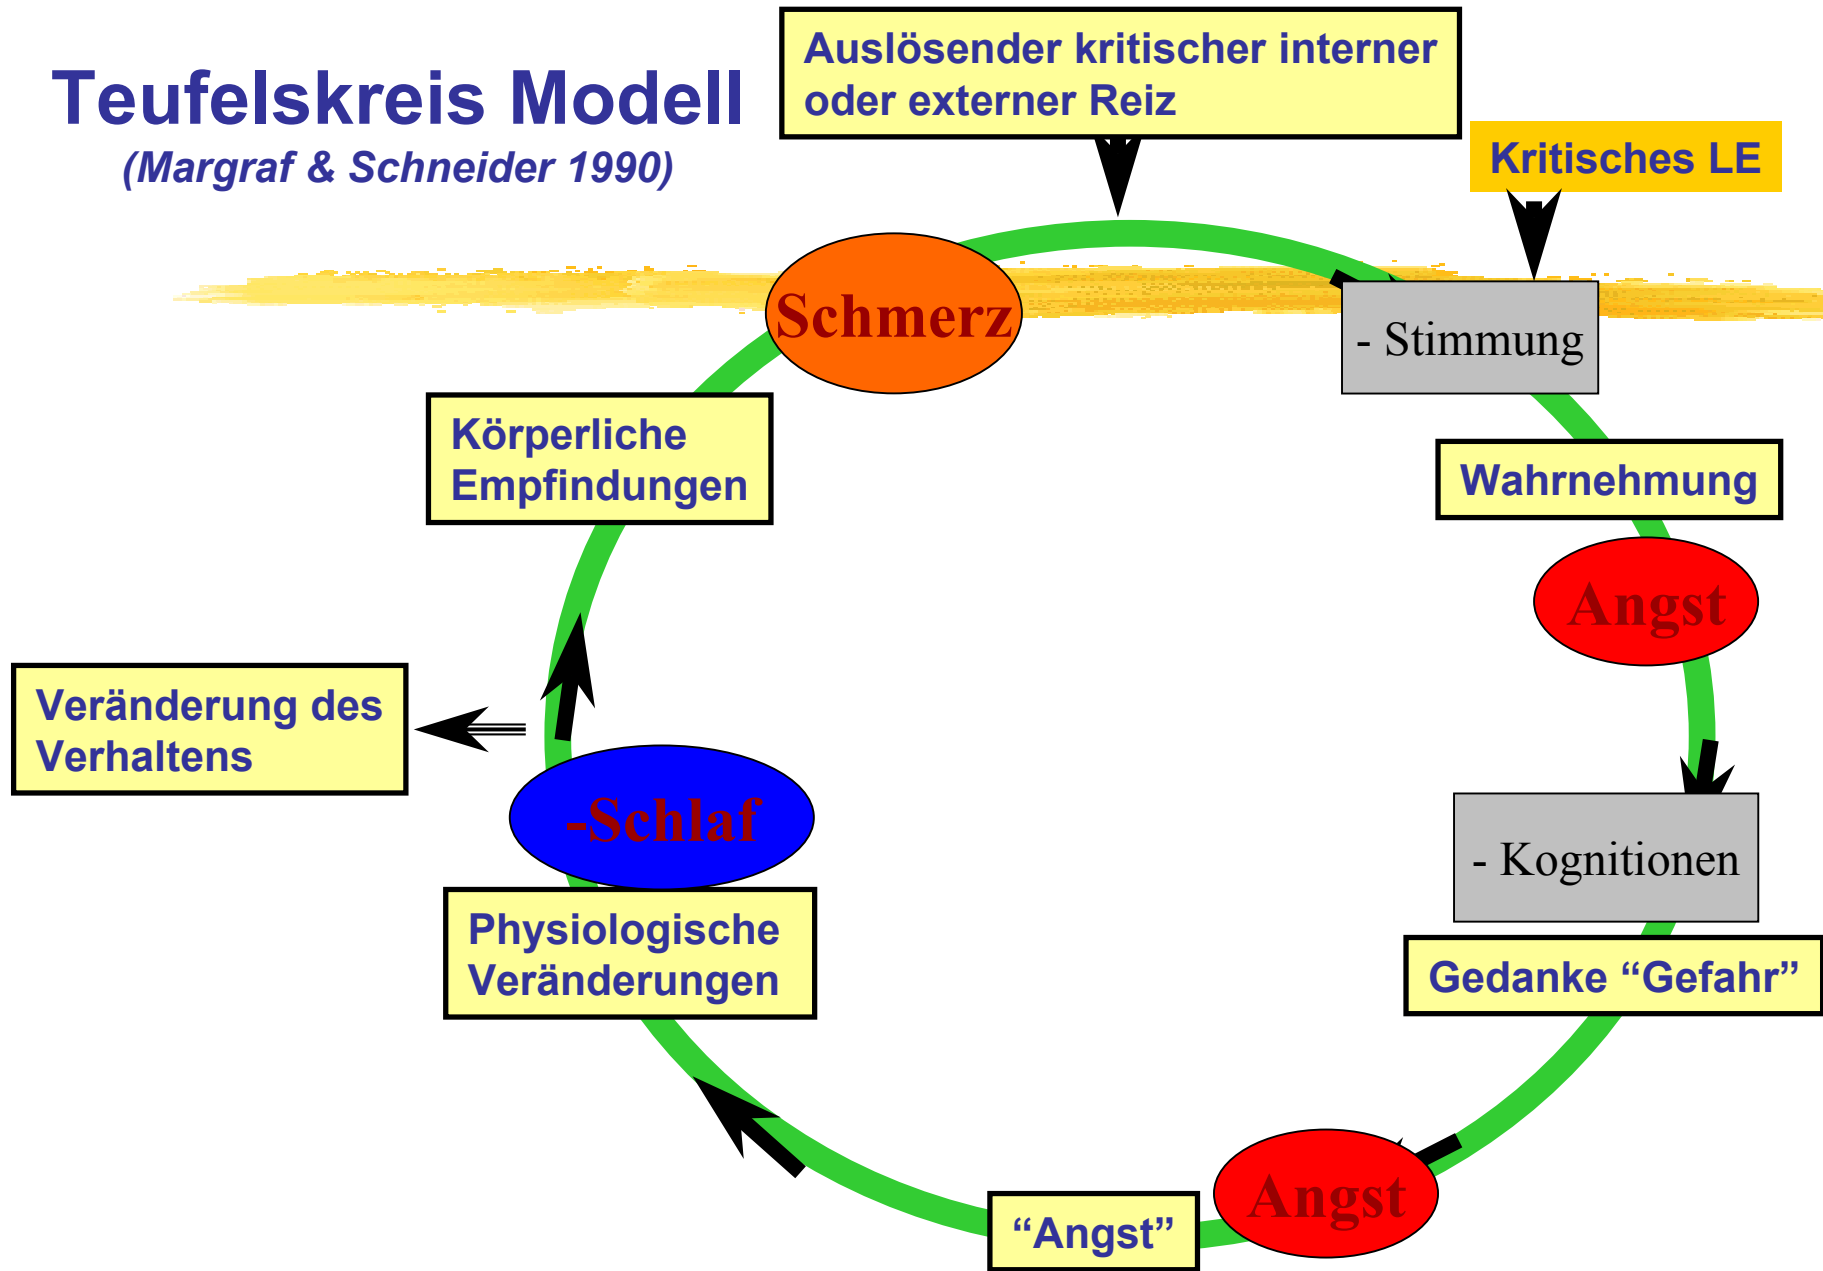 Teufelskreis Modell
(Margraf & Schneider 1990)
Auslösender kritischer interner
oder externer Reiz
Kritisches LE
Schmerz
- Stimmung
Körperliche
Empfindungen
Wahrnehmung
Angst
Veränderung des
Verhaltens
-Schlaf
- Kognitionen
Physiologische
Veränderungen
Gedanke “Gefahr”
Angst
“Angst”